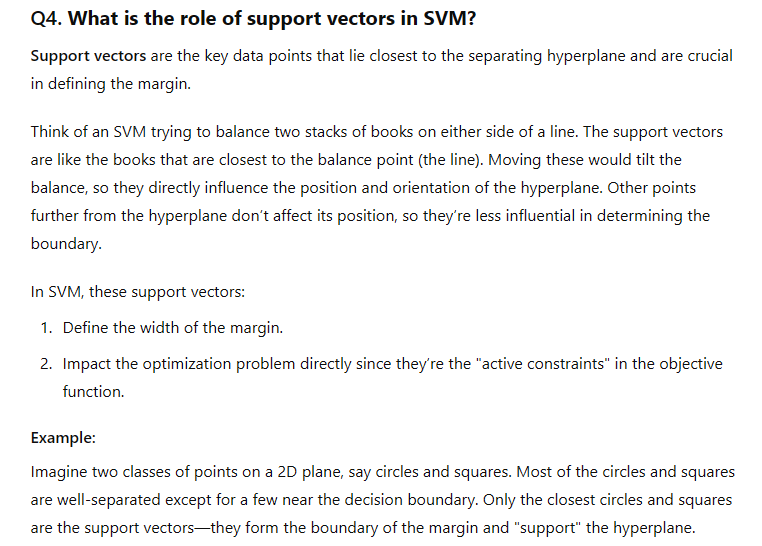 Q4. What is the role of support vectors in SVM?
Support vectors are the key data points that lie closest to the separating hyperplane and are crucial
in defining the margin.
Think of an SVM trying to balance two stacks of books on either side of a line. The support vectors
are like the books that are closest to the balance point (the line). Moving these would tilt the
balance, so they directly influence the position and orientation of the hyperplane. Other points
further from the hyperplane don't affect its position, so they're less influential in determining the
boundary.
In SVM, these support vectors:
1. Define the width of the margin.
2. Impact the optimization problem directly since they're the "active constraints" in the objective
function.
Example:
Imagine two classes of points on a 2D plane, say circles and squares. Most of the circles and squares
are well-separated except for a few near the decision boundary. Only the closest circles and squares
are the support vectors—they form the boundary of the margin and "support" the hyperplane.